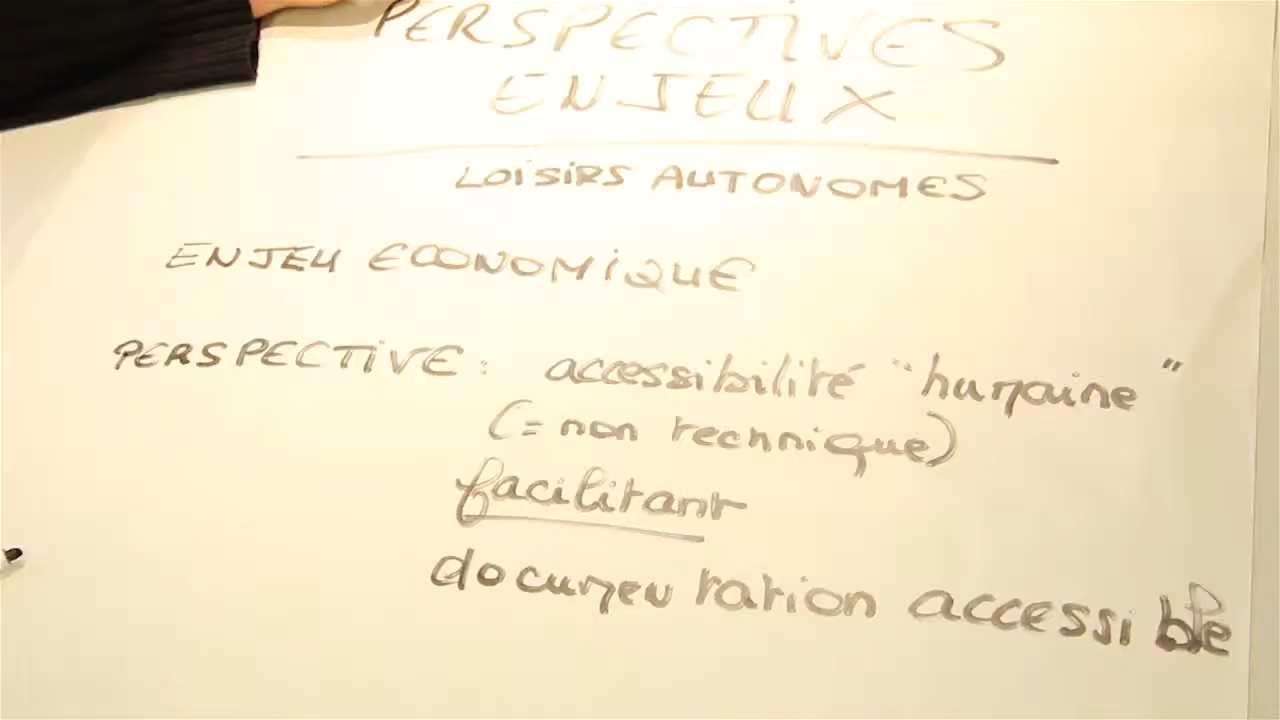 PERSPECTIVES
ENJEUX
LOISIRS AUTONOMES
ENJEU ECONOMIQUE
PERSPECTIVE : accessibilité "humaine"
(= non technique)
facilitant
documentation accessible